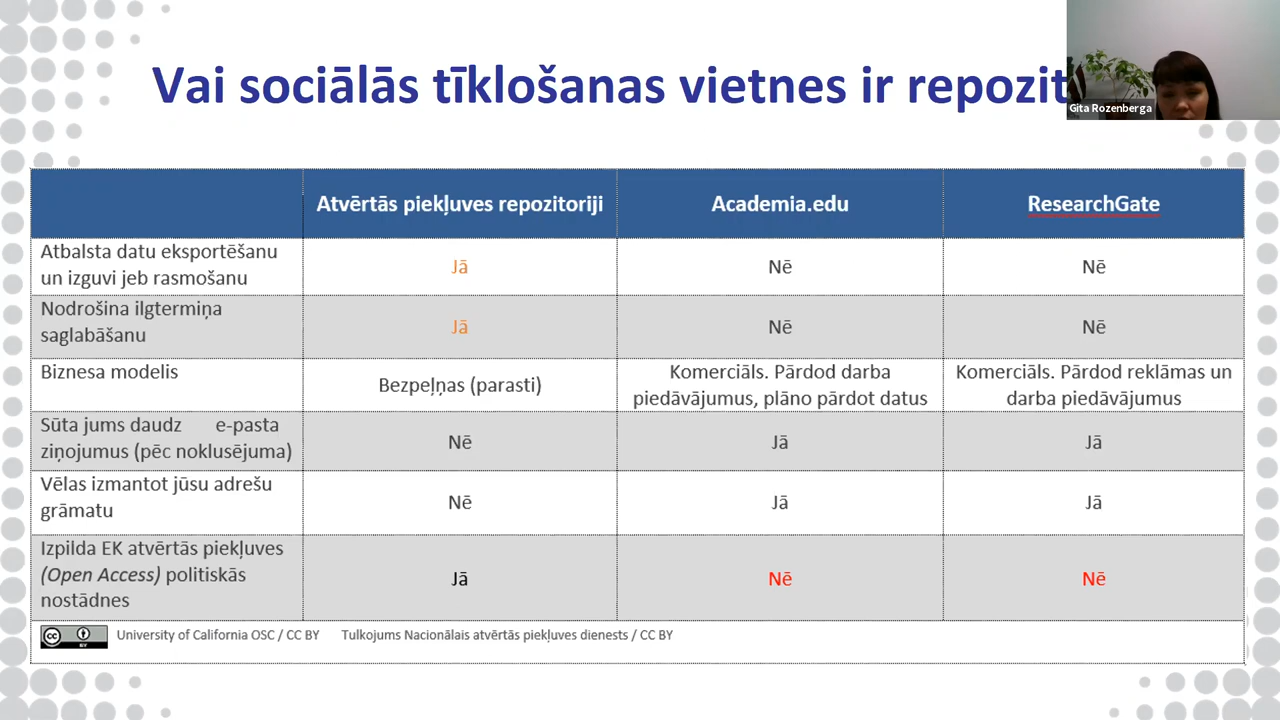 Vai sociālās tīklošanas vietnes ir
Gita Rozenberga
Atvērtās piekļuves repozitoriji
Academia.edu
ResearchGate
Atbalsta datu eksportēšanu
un izguvi jeb rasmošanu
Jā
Nē
Nē
Nodrošina ilgtermiņa
saglabāšanu
Jā
Nē
Nē
Biznesa modelis
Bezpeļņas (parasti)
Komerciāls. Pārdod darba
piedāvājumus, plāno pārdot datus
Komerciāls. Pārdod reklāmas un
darba piedāvājumus
Sūta jums daudz e-pasta
ziņojumus (pēc noklusējuma)
Nē
Jā
Jā
Vēlas izmantot jūsu adrešu
grāmatu
Nē
Jā
Jā
Izpilda EK atvērtās piekļuves
(Open Access) politiskās
nostādnes
Jā
Nē
Nē
cc BY
University of California OSC / CC BY Tulkojums Nacionālais atvērtās piekļuves dienests / CC BY